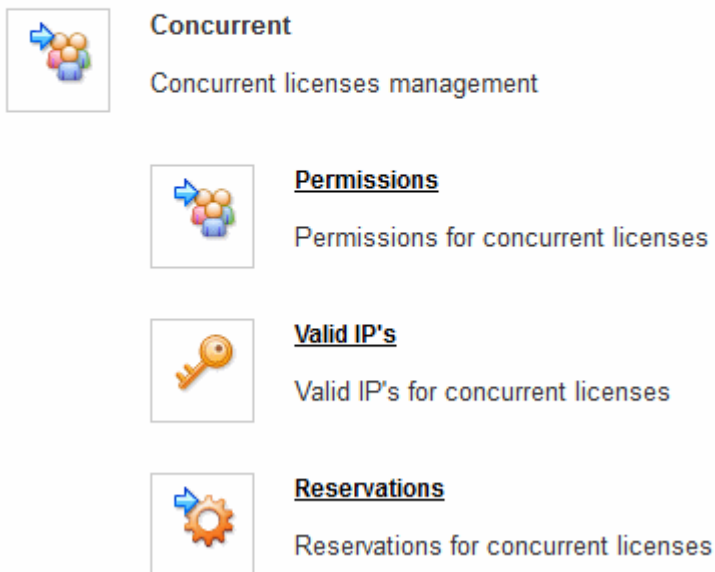 Concurrent
Concurrent licenses management
Permissions
Permissions for concurrent licenses
Valid IP's
Valid IP's for concurrent licenses
Reservations
Reservations for concurrent licenses